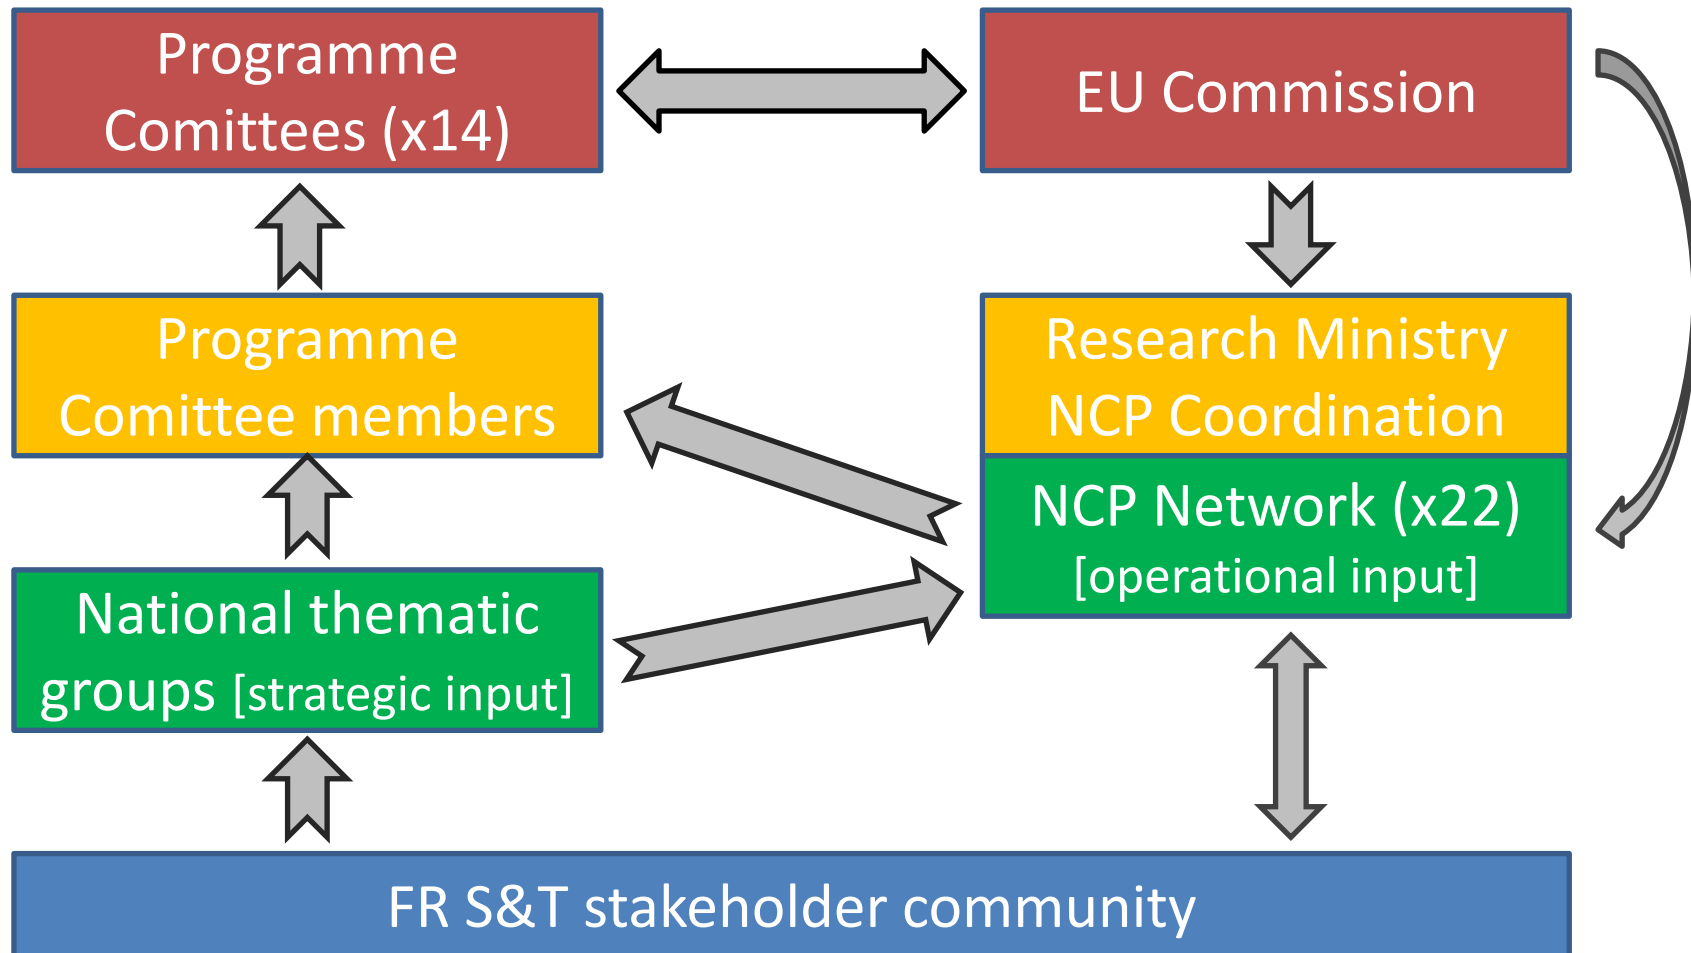 Programme
Comittees (x14)
EU Commission
Programme
Comittee members
Research Ministry
NCP Coordination
NCP Network (x22)
[operational input]
National thematic
groups [strategic input]
FR S&T stakeholder community